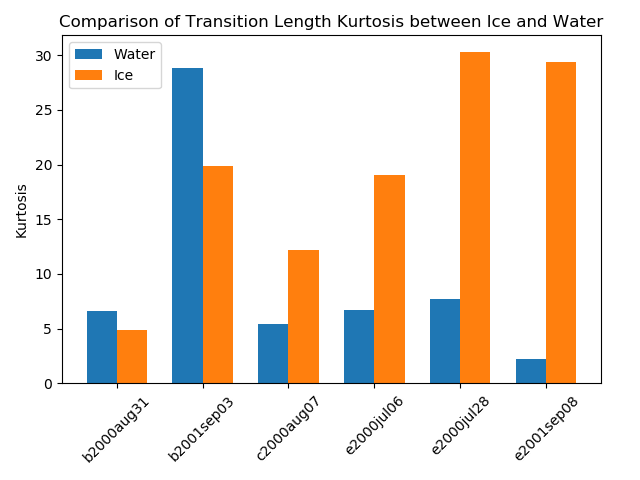 Comparison of Transition Length Kurtosis between Ice and Water
Water
Ice
Kurtosis
30
25
20
15
10
5
0
b2000aug31
b2001sep03
c2000aug07
e2000jul06
e2000jul28
e2001sep08